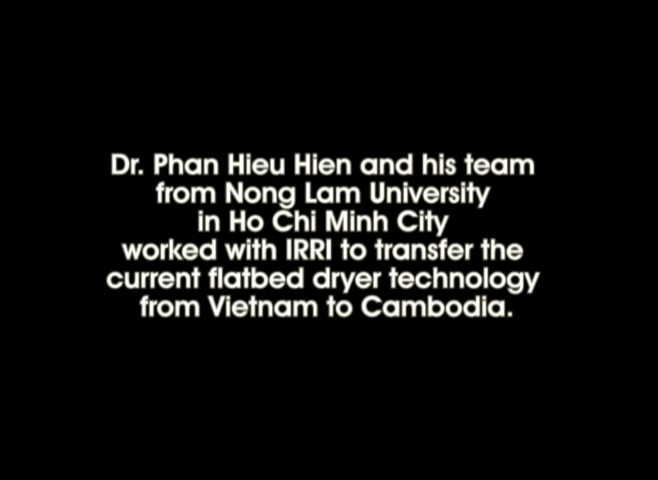 Dr. Phan Hieu Hien and his team
from Nong Lam University
in Ho Chi Minh City
worked with IRRI to transfer the
current flatbed dryer technology
from Vietnam to Cambodia.